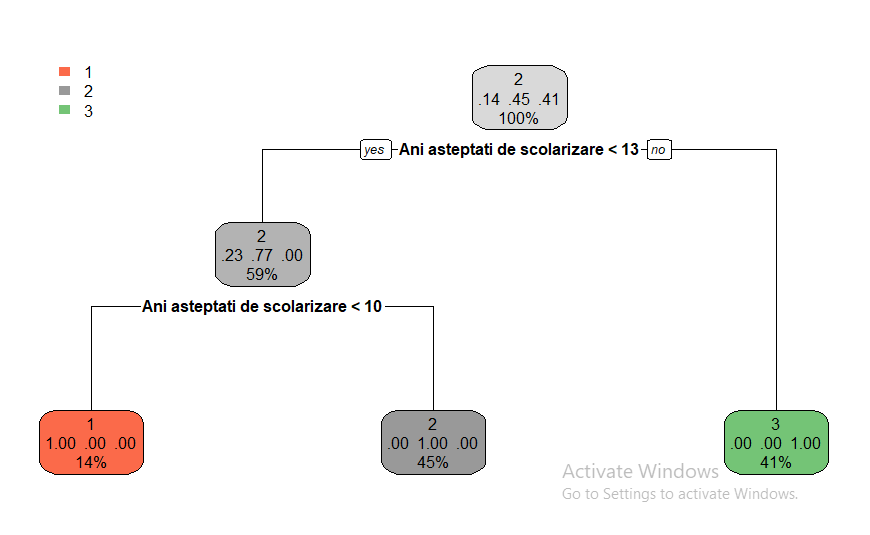 1
2
3
2
.14 .45 .41
100%
yes Ani asteptati de scolarizare < 13 no
2
.23 .77 .00
59%
Ani asteptati de scolarizare < 10
1
1.00 .00 .00
14%
2
.00 1.00 .00
45%
3
.00 .00 1.00
41%
Activate Windows
Go to Settings to activate Windows.